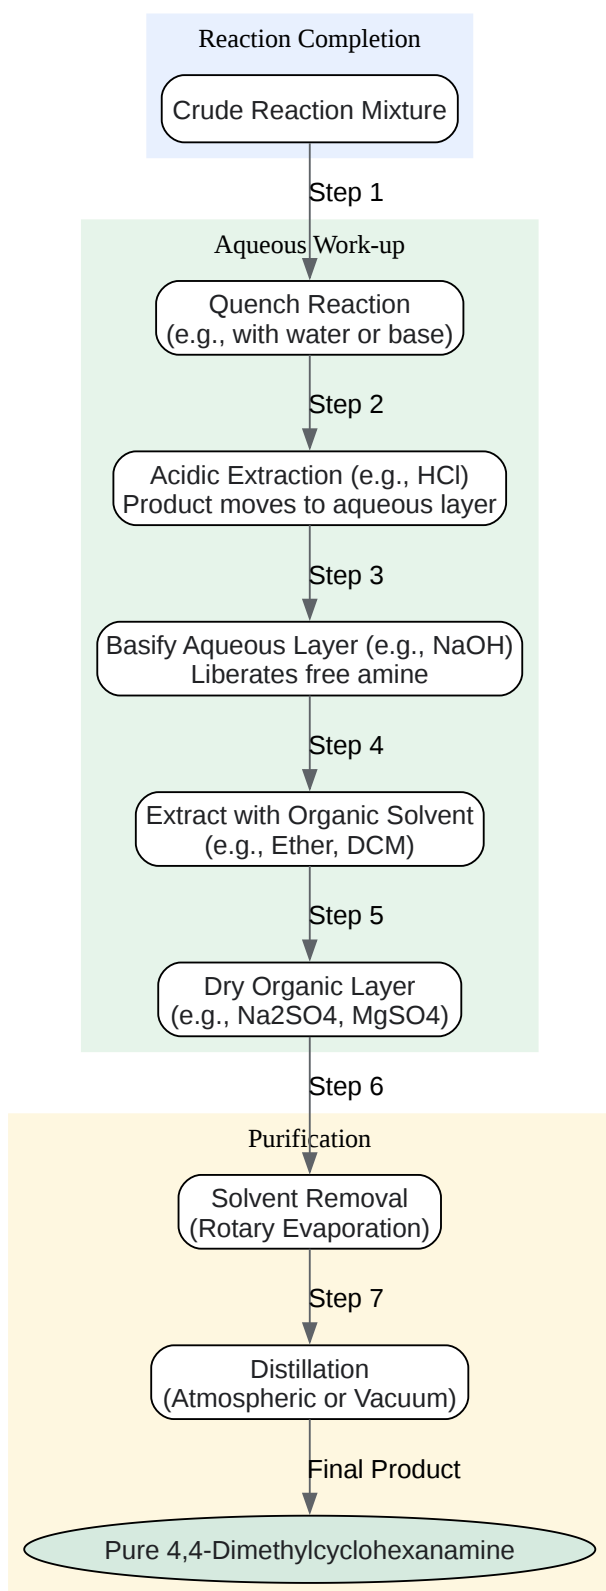 Reaction Completion
Crude Reaction Mixture
Step 1
Aqueous Work-up
Quench Reaction
(e.g., with water or base)
Step 2
Acidic Extraction (e.g., HCl)
Product moves to aqueous layer
Step 3
Basify Aqueous Layer (e.g., NaOH)
Liberates free amine
Step 4
Extract with Organic Solvent
(e.g., Ether, DCM)
Step 5
Dry Organic Layer
(e.g., Na2SO4, MgSO4)
Step 6
Purification
Solvent Removal
(Rotary Evaporation)
Step 7
Distillation
(Atmospheric or Vacuum)
Final Product
Pure 4,4-Dimethylcyclohexanamine